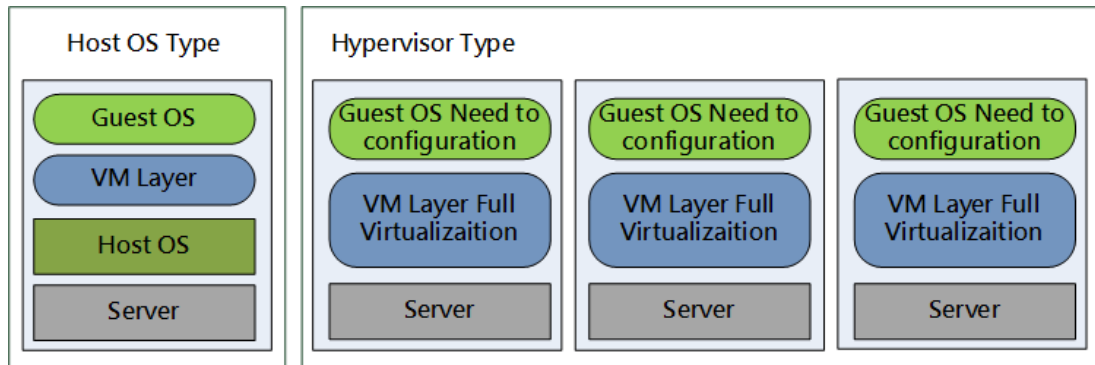 Host OS Type
Guest OS
VM Layer
Host OS
Server
Hypervisor Type
Guest OS Need to
configuration
VM Layer Full
Virtualizaition
Server
Guest OS Need to
configuration
VM Layer Full
Virtualizaition
Server
Guest OS Need to
configuration
VM Layer Full
Virtualizaition
Server